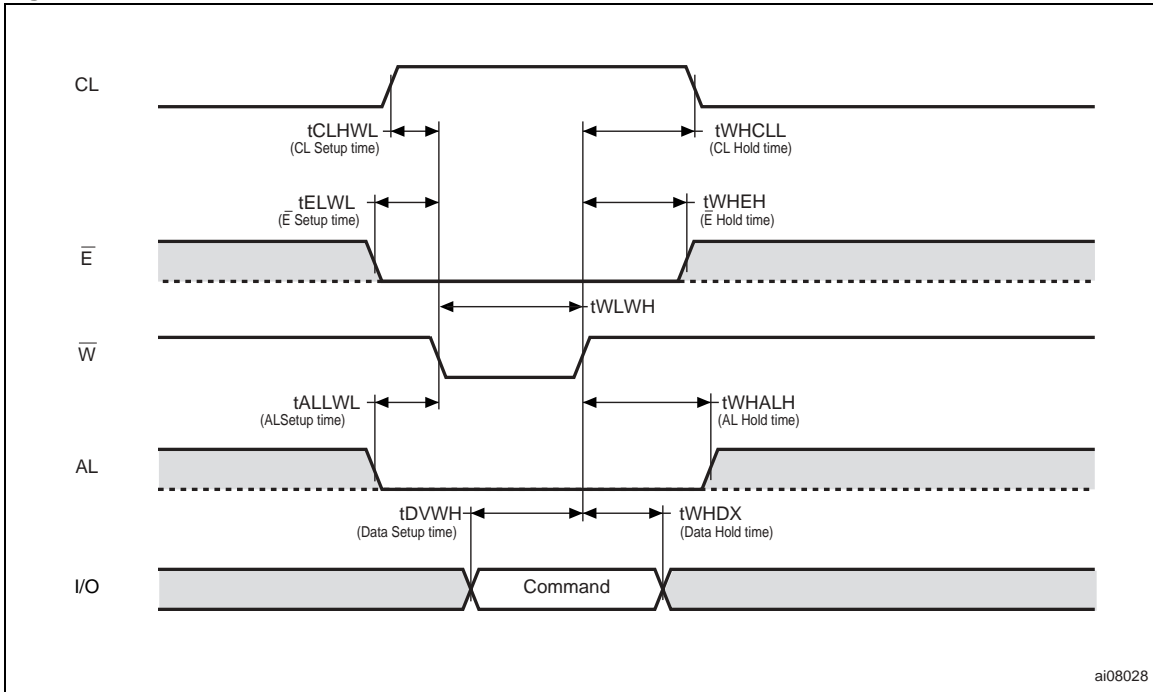 CL
tCLHWL
(CL Setup time)
tWHCLL
(CL Hold time)
tELWL
(E̅ Setup time)
tWHEH
(E̅ Hold time)
E̅
tWLWH
W̅
tALLWL
(ALSetup time)
tWHALH
(AL Hold time)
AL
tDVWH
(Data Setup time)
tWHDX
(Data Hold time)
I/O
Command
ai08028